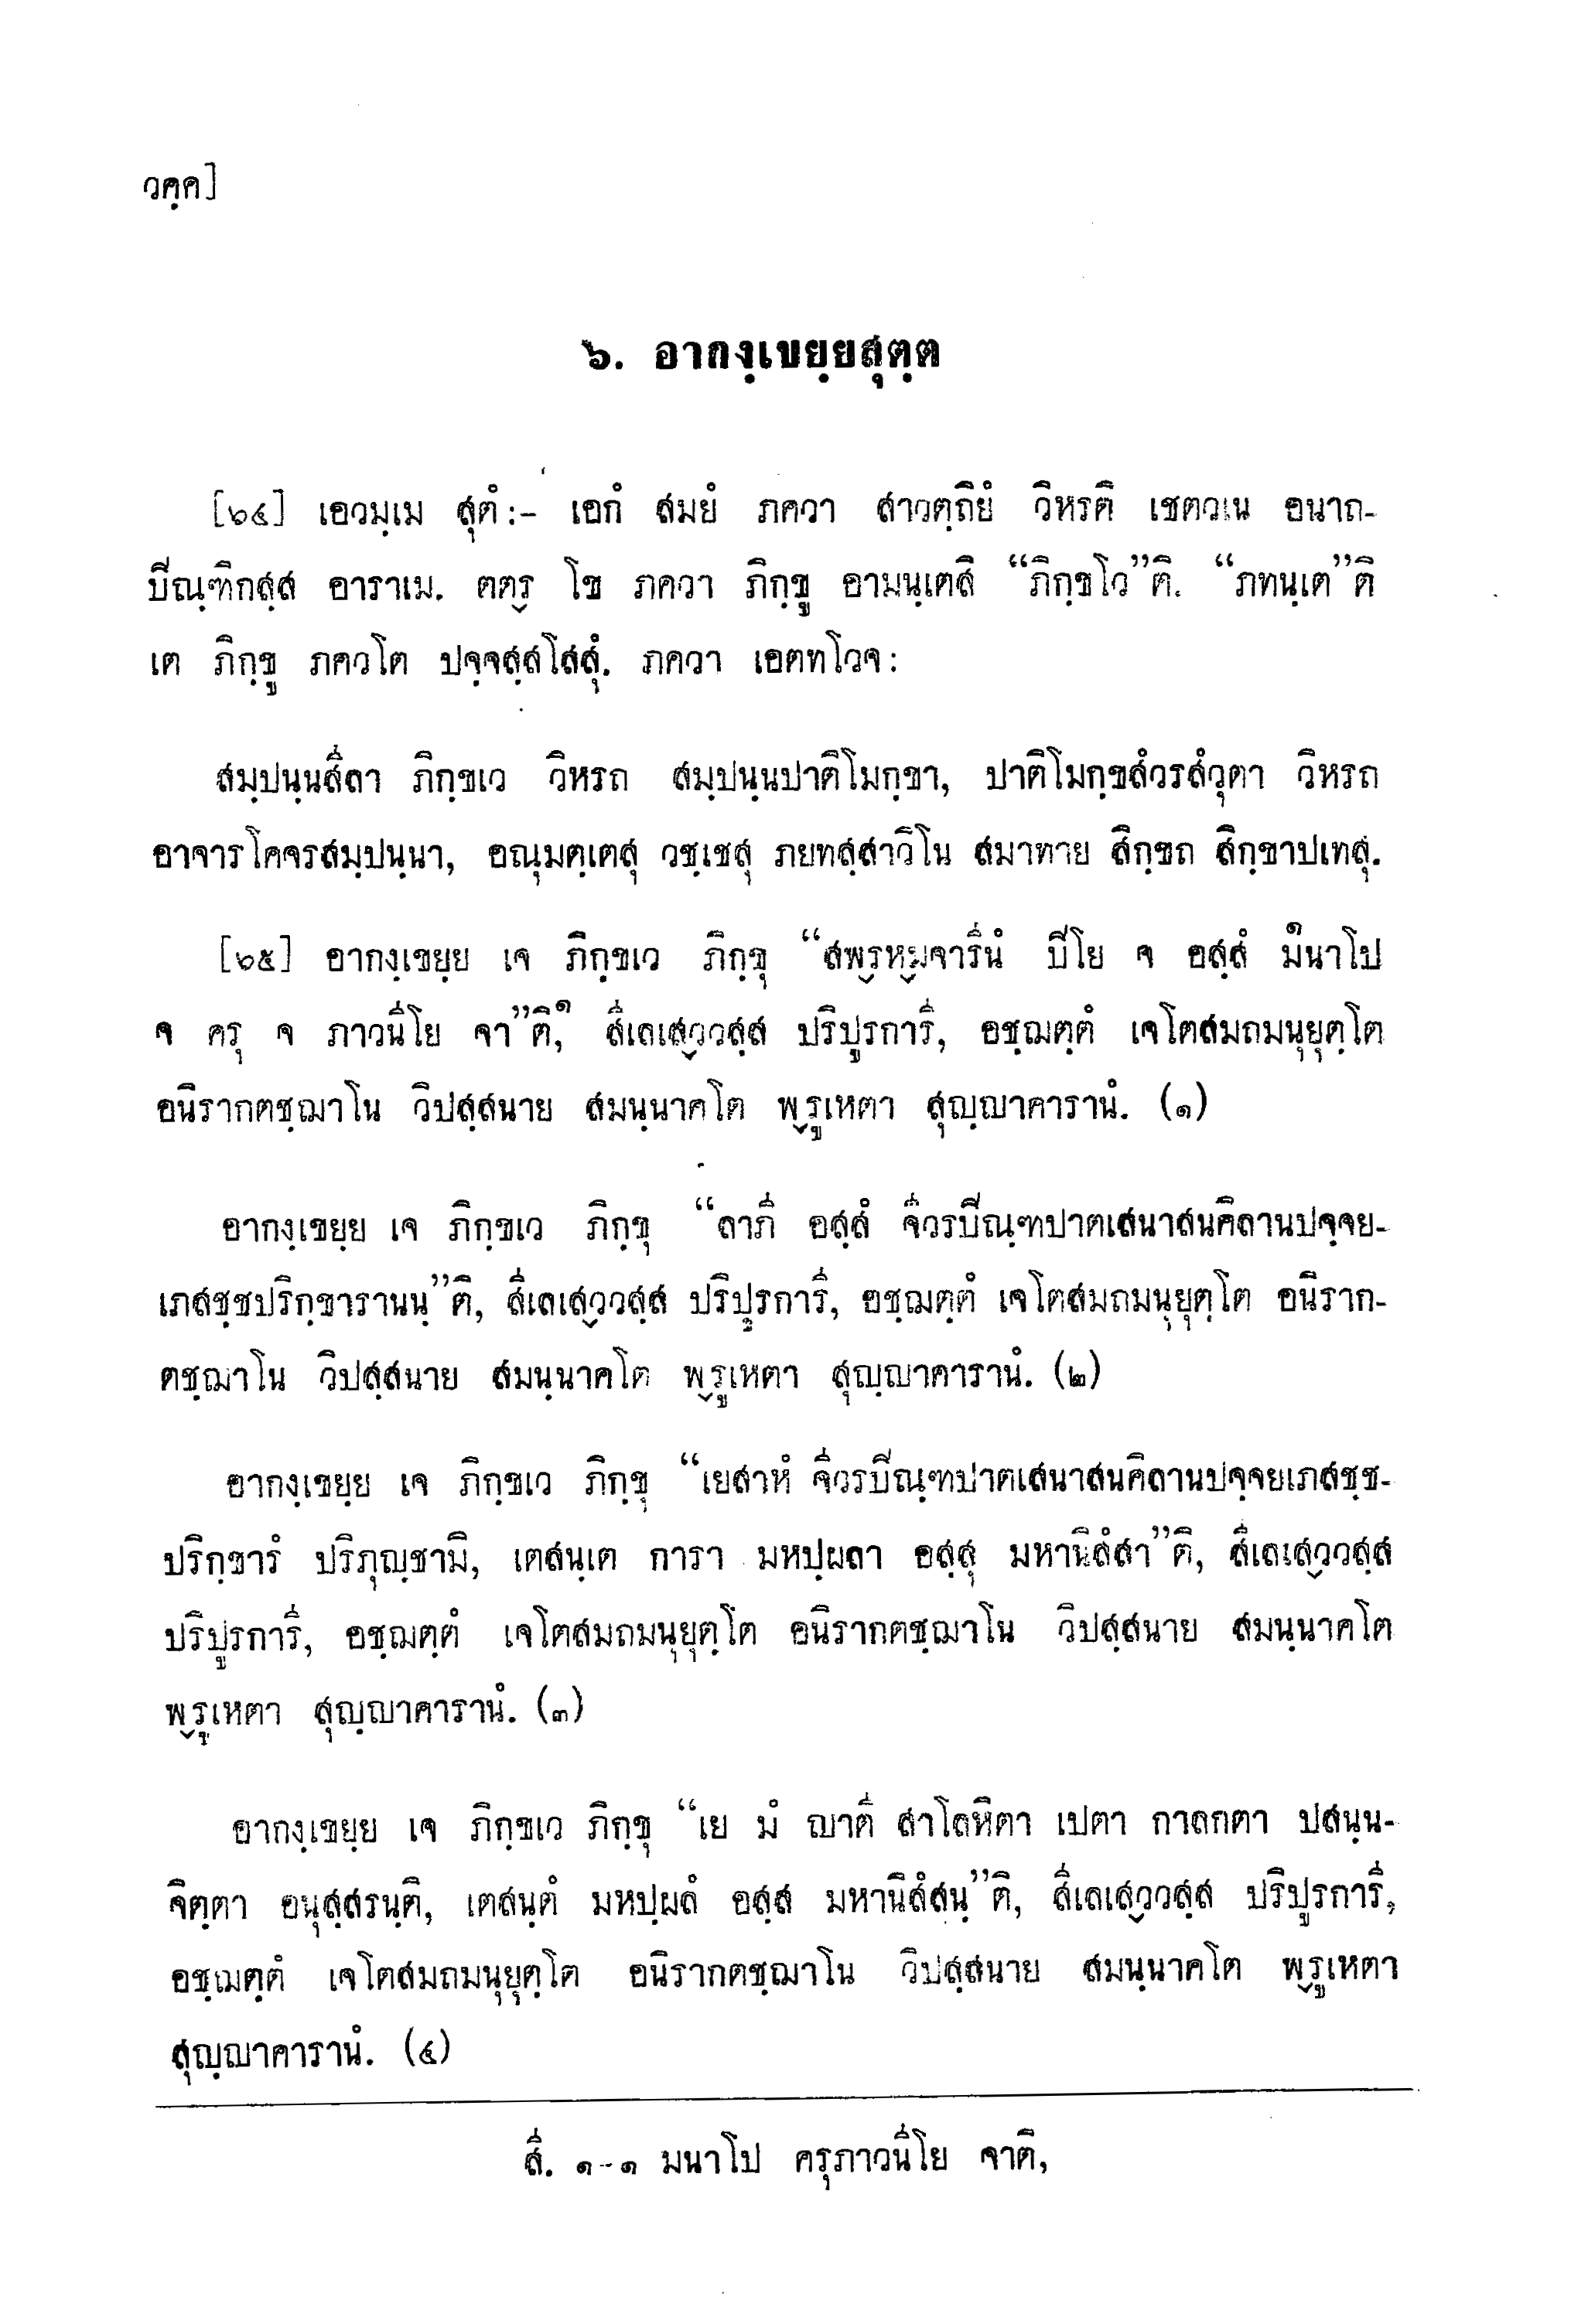 วคฺค]
๖. อากงฺเขยฺยสุตฺต
[๖๔] เอวมฺเม สุตํ:– เอกํ สมยํ ภควา สาวตฺถิยํ วิหรติ เชตวเน อนาถ-
ปีณฺฑิกสฺส อาราเม. ตตฺร โข ภควา ภิกฺขู อามนฺเตสิ “ภิกฺขโว”ติ. “ภทนฺเต”ติ
เต ภิกฺขู ภควโต ปจฺจสฺสโสสุํ. ภควา เอตทโวจ:
สมฺปนฺนสีลา ภิกฺขเว วิหรถ สมฺปนฺนปาติโมกฺขา, ปาติโมกฺขสํวรสํวุตา วิหรถ
อาจารโคจรสมฺปนฺนา, อณุมตฺเตสุ วชฺเชสุ ภยทสฺสาวิโน สมาทาย สิกฺขถ สิกฺขาปเทสุ.
[๖๕] อากงฺเขยฺย เจ ภิกฺขเว ภิกฺขุ “สพฺรหฺมจารีนํ ปีโย จ อสฺสํ ๑มนาโป
จ ครุ จ ภาวนีโย จา”ติ,๑ สีเลเสฺววสฺส ปริปูรการี, อชฺฌตฺตํ เจโตสมถมนุยุตฺโต
อนิรากตชฺฌาโน วิปสฺสนาย สมนฺนาคโต พฺรูเหตา สุญฺญาคารานํ. (๑)
อากงฺเขยฺย เจ ภิกฺขเว ภิกฺขุ “ลาภี อสฺสํ จีวรปีณฺฑปาตเสนาสนคิลานปจฺจย-
เภสชฺชปริกฺขารานนฺ”ติ, สีเลเสฺววสฺส ปริปูรการี, อชฺฌตฺตํ เจโตสมถมนุยุตฺโต อนิราก-
ตชฺฌาโน วิปสฺสนาย สมนฺนาคโต พฺรูเหตา สุญฺญาคารานํ. (๒)
อากงฺเขยฺย เจ ภิกฺขเว ภิกฺขุ “เยสาหํ จีวรปีณฺฑปาตเสนาสนคิลานปจฺจยเภสชฺช-
ปริกฺขารํ ปริภุญฺชามิ, เตสนฺเต การา มหปฺผลา อสฺสุ มหานิสํสา”ติ, สีเลเสฺววสฺส
ปริปูรการี, อชฺฌตฺตํ เจโตสมถมนุยุตฺโต อนิรากตชฺฌาโน วิปสฺสนาย สมนฺนาคโต
พฺรูเหตา สุญฺญาคารานํ. (๓)
อากงฺเขยฺย เจ ภิกฺขเว ภิกฺขุ “เย มํ ญาตี สาโลหิตา เปตา กาลกตา ปสนฺน-
จิตฺตา อนุสฺสรนฺติ, เตสนฺตํ มหปฺผลํ อสฺส มหานิสํสนฺ”ติ, สีเลเสฺววสฺส ปริปูรการี,
อชฺฌตฺตํ เจโตสมถมนุยุตฺโต อนิรากตชฺฌาโน วิปสฺสนาย สมนฺนาคโต พฺรูเหตา
สุญฺญาคารานํ. (๔)
สี. ๑-๑ มนาโป ครุภาวนีโย จาติ,